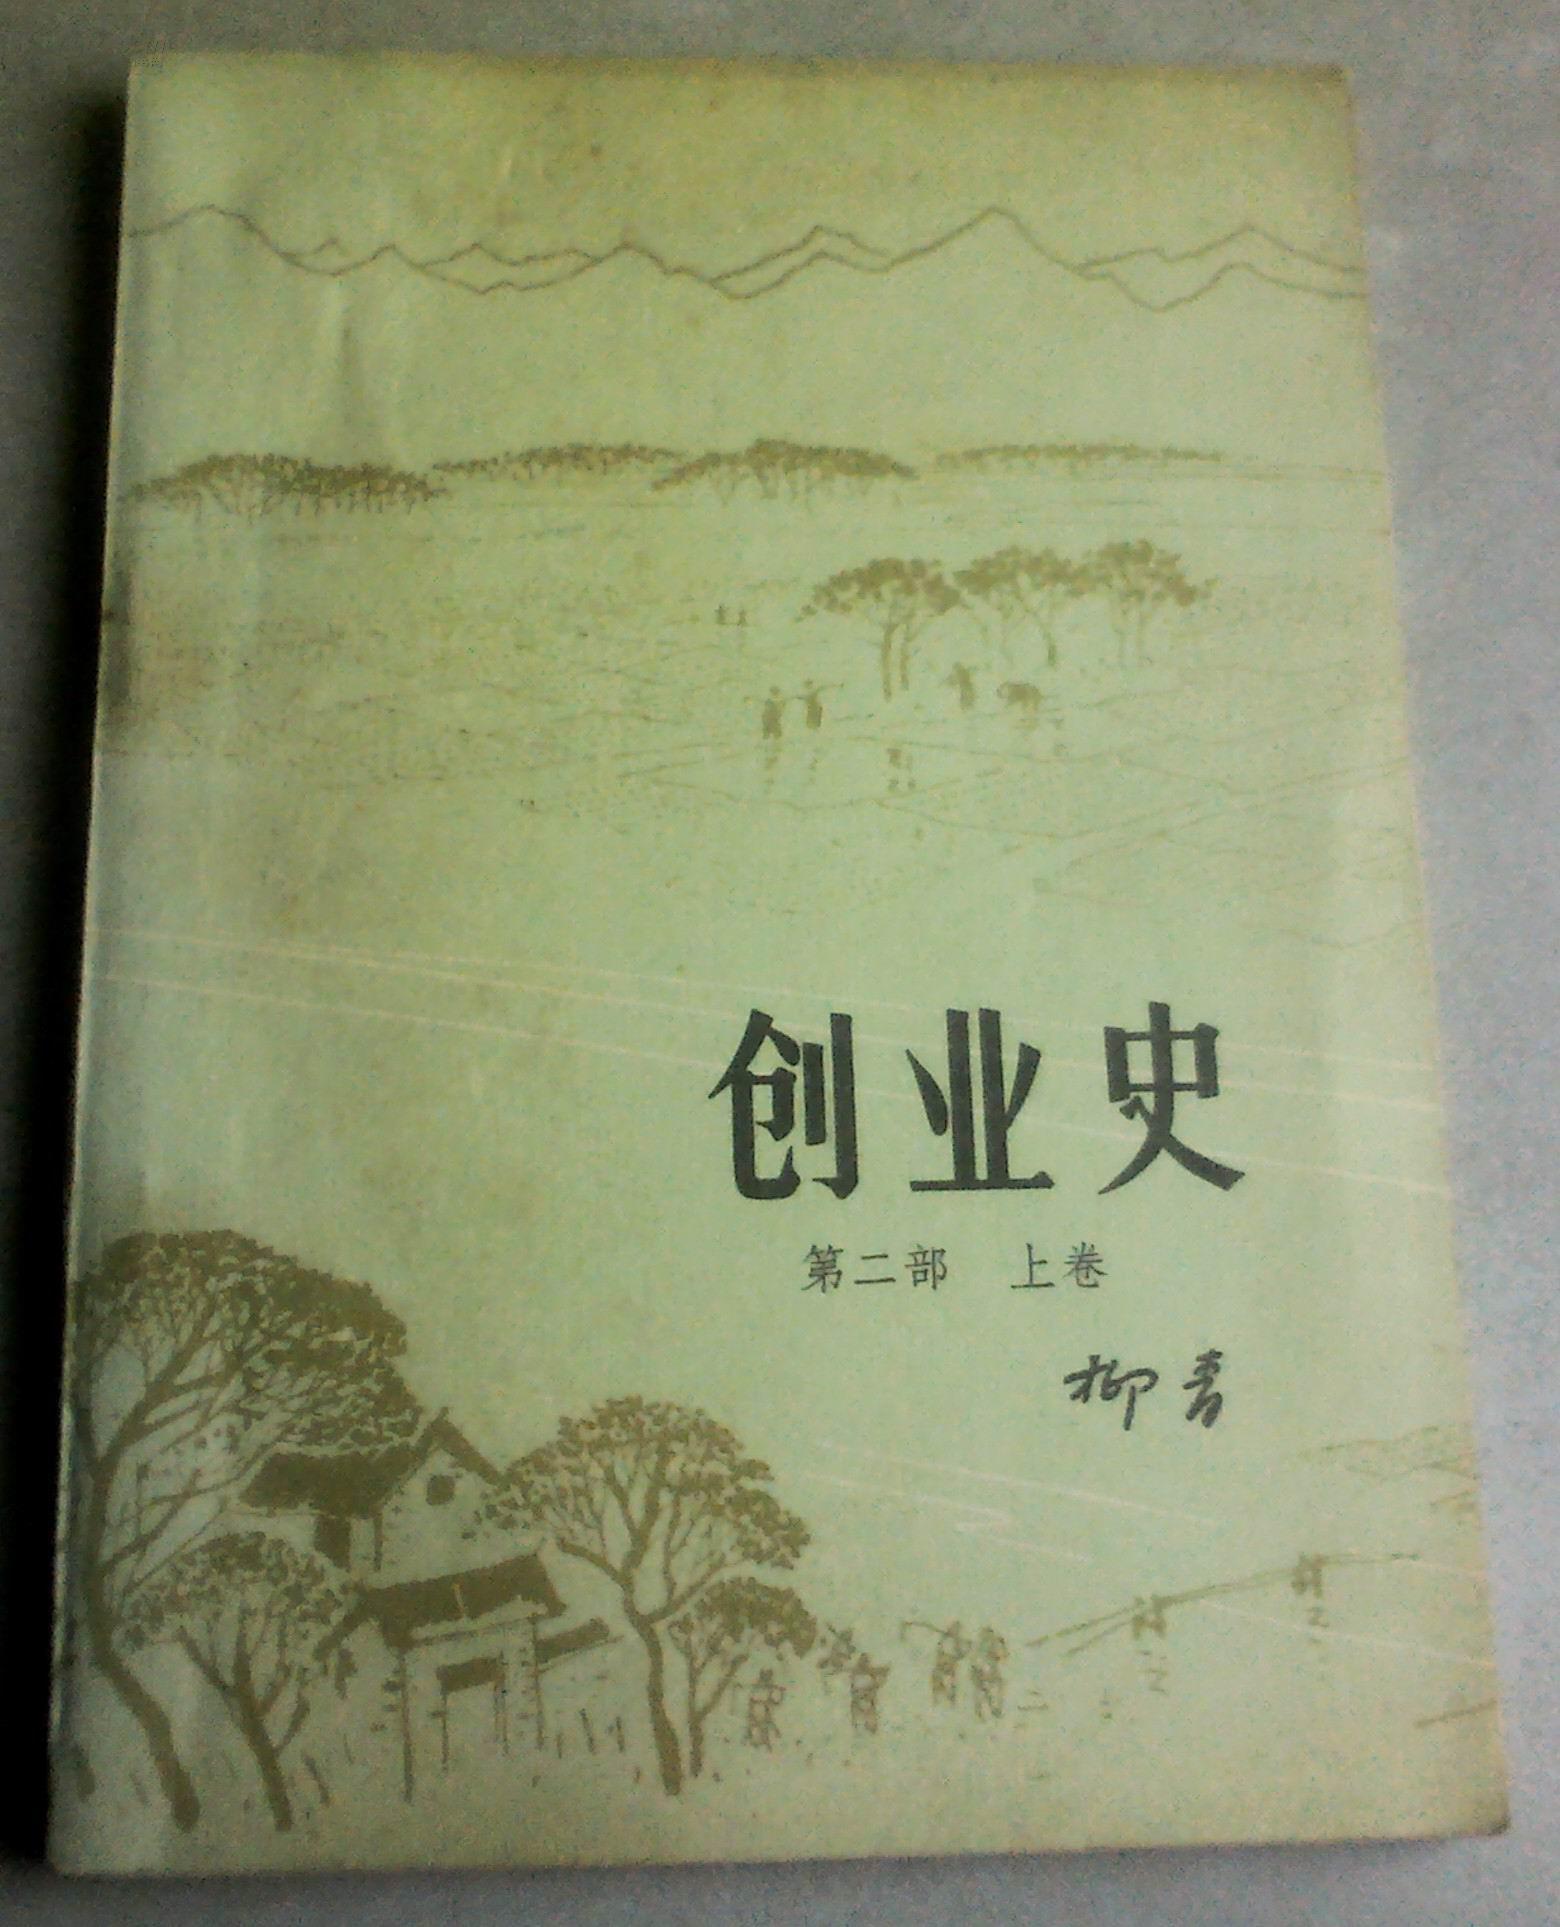 创业史
第二部 上卷
柳青